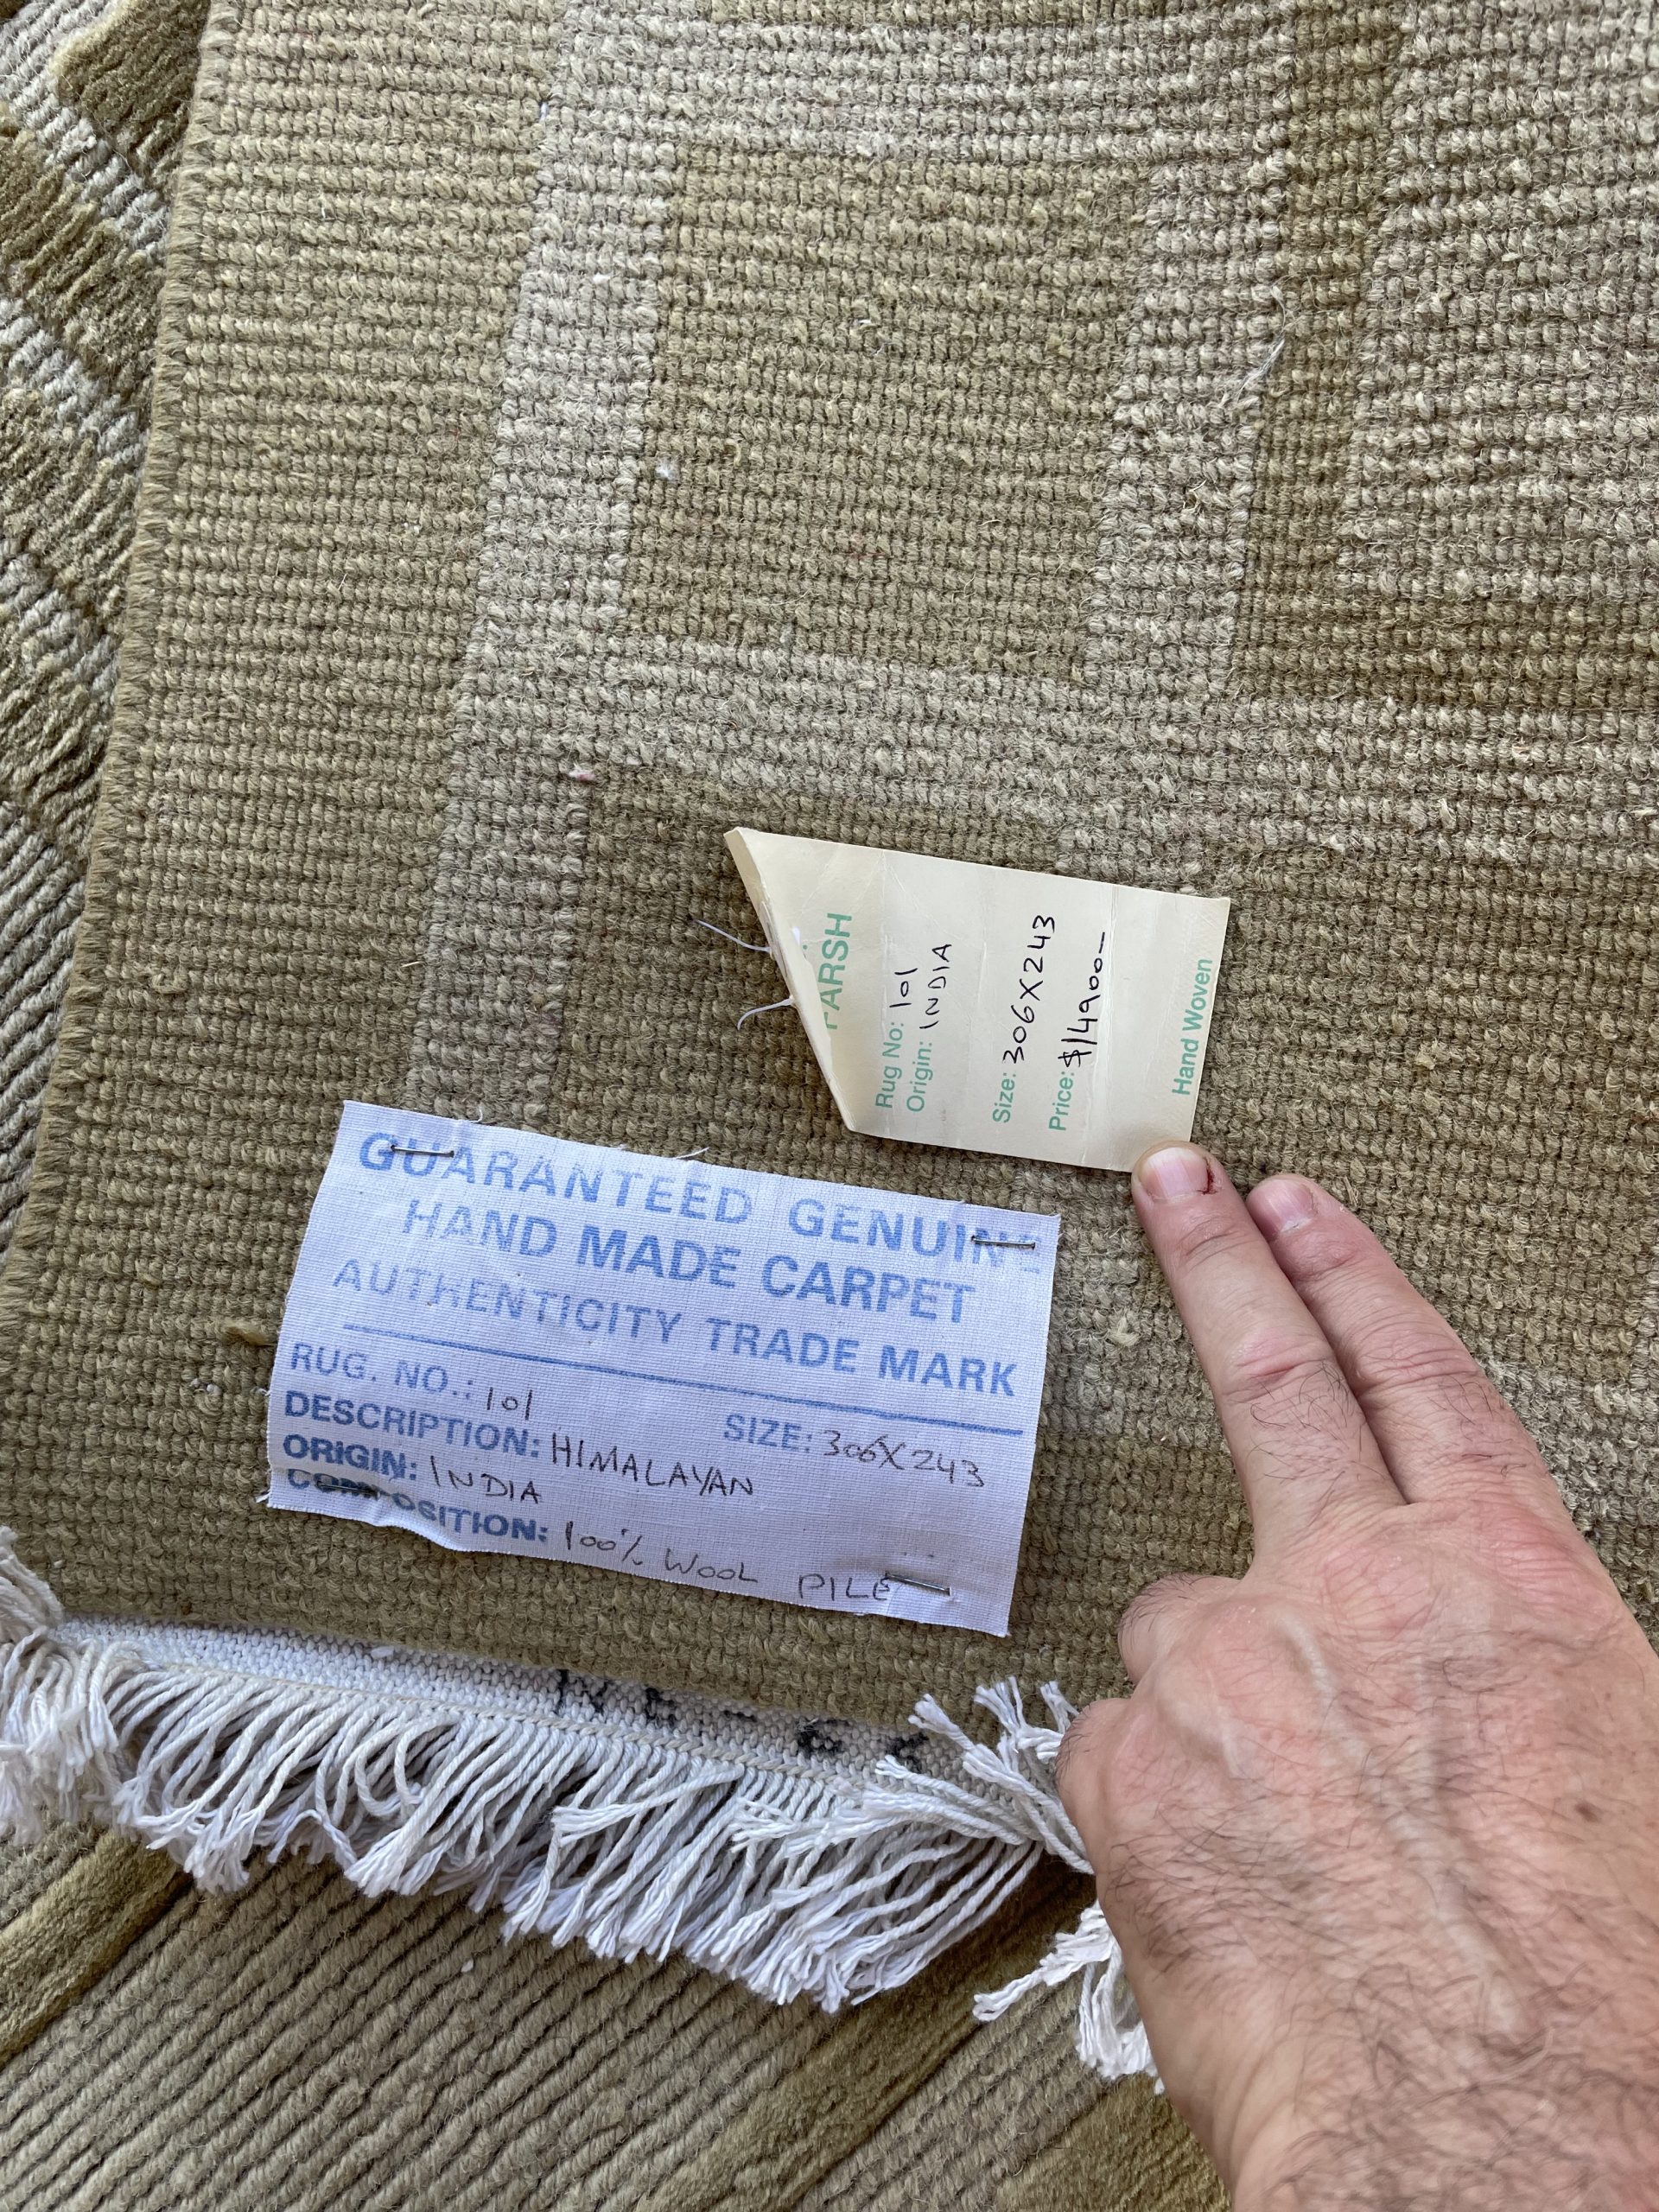 FARSH
Rug No: 101
Origin: INDIA
Size: 306X243
Price: $14900—
Hand Woven
GUARANTEED GENUINE
HAND MADE CARPET
AUTHENTICITY TRADE MARK
RUG. NO.: 101 SIZE: 306X243
DESCRIPTION: HIMALAYAN
ORIGIN: INDIA
COMPOSITION: 100% WOOL PILE